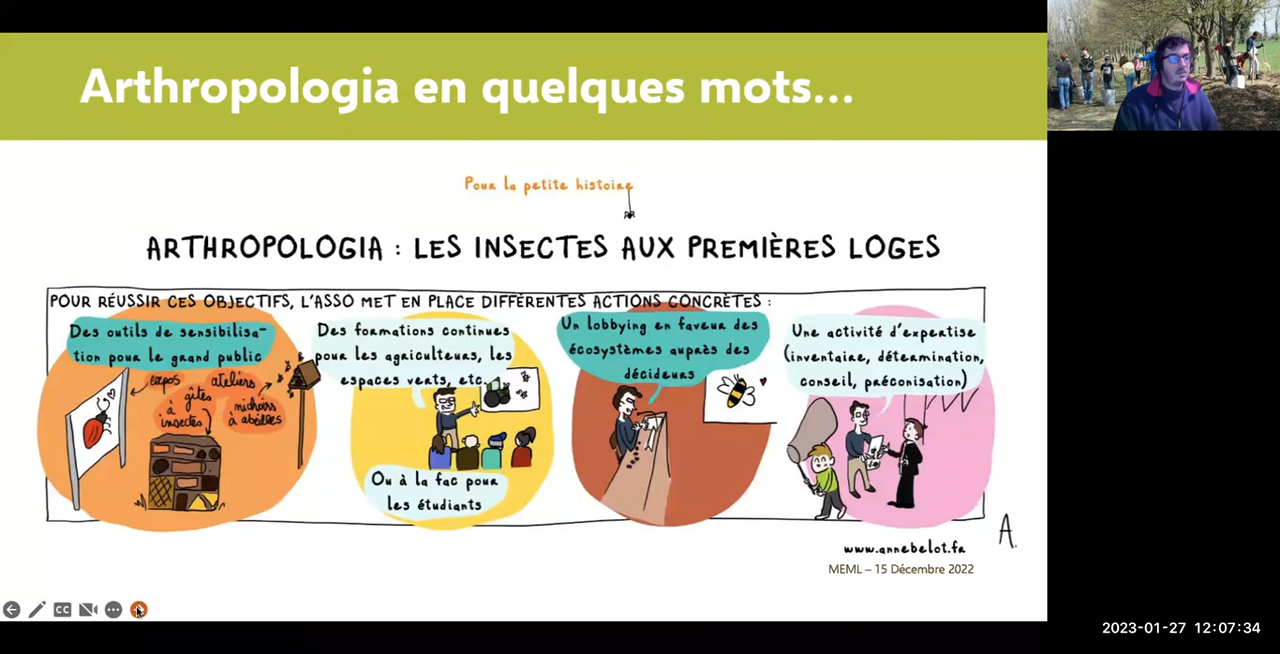 Arthropologia en quelques mots...
Pour la petite histoire
ARTHROPOLOGIA : LES INSECTES AUX PREMIÈRES LOGES
POUR RÉUSSIR CES OBJECTIFS, L'ASSO MET EN PLACE DIFFÉRENTES ACTIONS CONCRÈTES :
Des outils de sensibilisa-
tion pour le grand public
expos
ateliers
gîtes
à
insectes
nichoirs
à abeilles
Des formations continues
pour les agriculteurs, les
espaces verts, etc.
Ou à la fac pour
les étudiants
Un lobbying en faveur des
écosystèmes auprès des
décideurs
Une activité d'expertise
(inventaire, détermination,
conseil, préconisation)
A.
www.annebelot.fr
MEML – 15 Décembre 2022
CC
2023-01-27 12:07:34